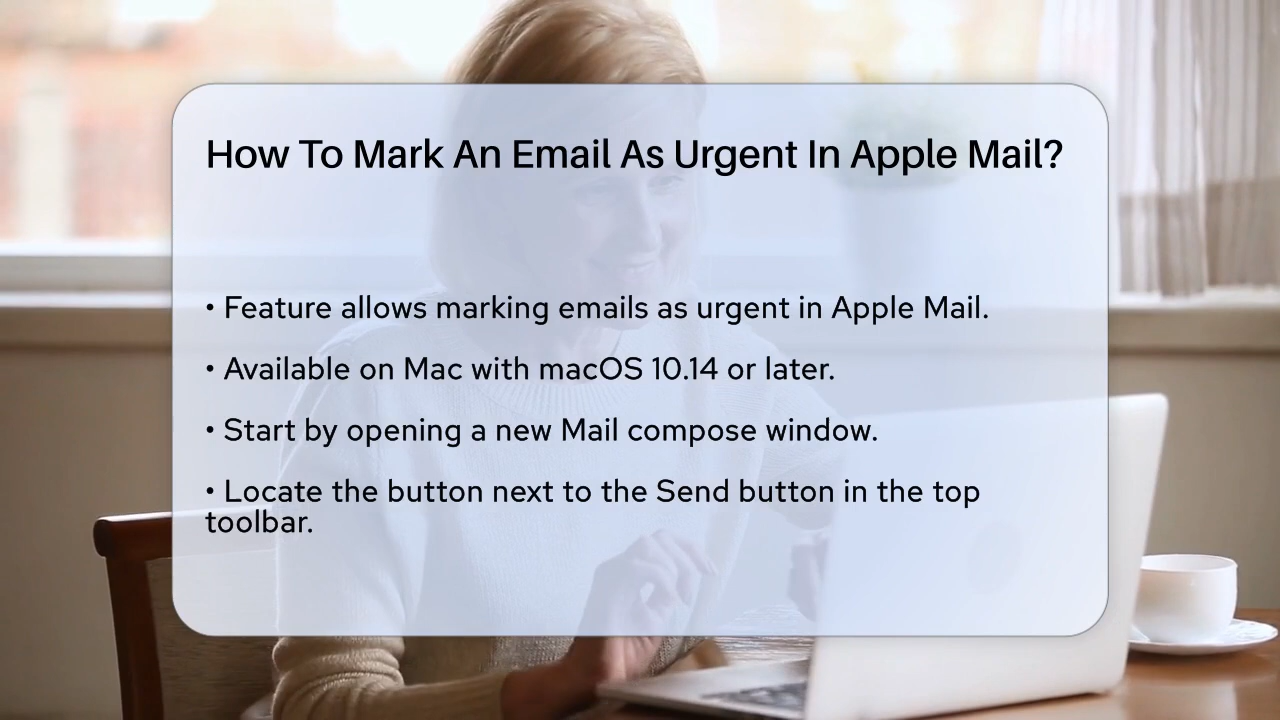 How To Mark An Email As Urgent In Apple Mail?
• Feature allows marking emails as urgent in Apple Mail.
• Available on Mac with macOS 10.14 or later.
• Start by opening a new Mail compose window.
• Locate the button next to the Send button in the top
toolbar.